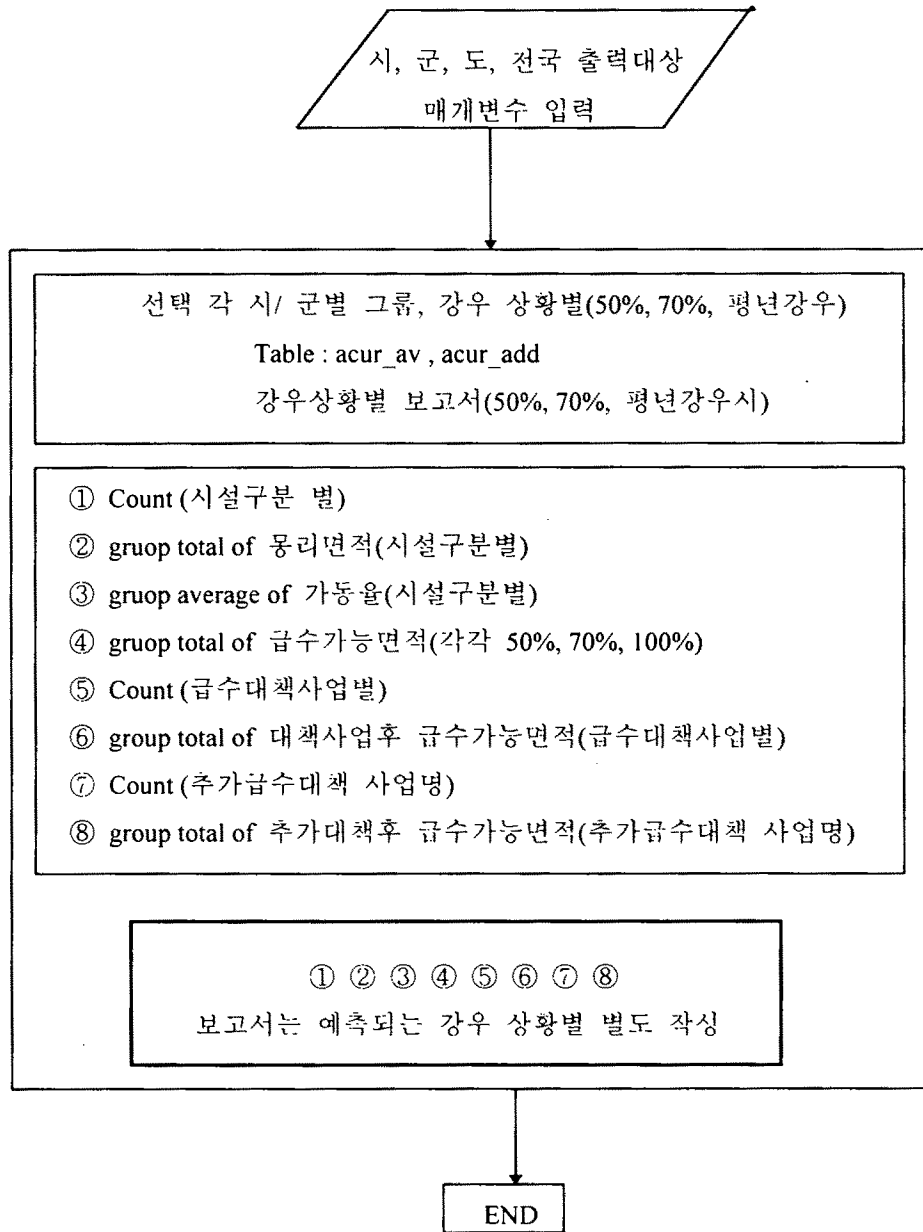 시, 군, 도, 전국 출력대상
매개변수 입력
선택 각 시/ 군별 그룹, 강우 상황별(50%, 70%, 평년강우)
Table : acur_av , acur_add
강우상황별 보고서(50%, 70%, 평년강우시)
① Count (시설구분 별)
② gruop total of 몽리면적(시설구분별)
③ gruop average of 가동율(시설구분별)
④ gruop total of 급수가능면적(각각 50%, 70%, 100%)
⑤ Count (급수대책사업별)
⑥ group total of 대책사업후 급수가능면적(급수대책사업별)
⑦ Count (추가급수대책 사업명)
⑧ group total of 추가대책후 급수가능면적(추가급수대책 사업명)
① ② ③ ④ ⑤ ⑥ ⑦ ⑧
보고서는 예측되는 강우 상황별 별도 작성
END